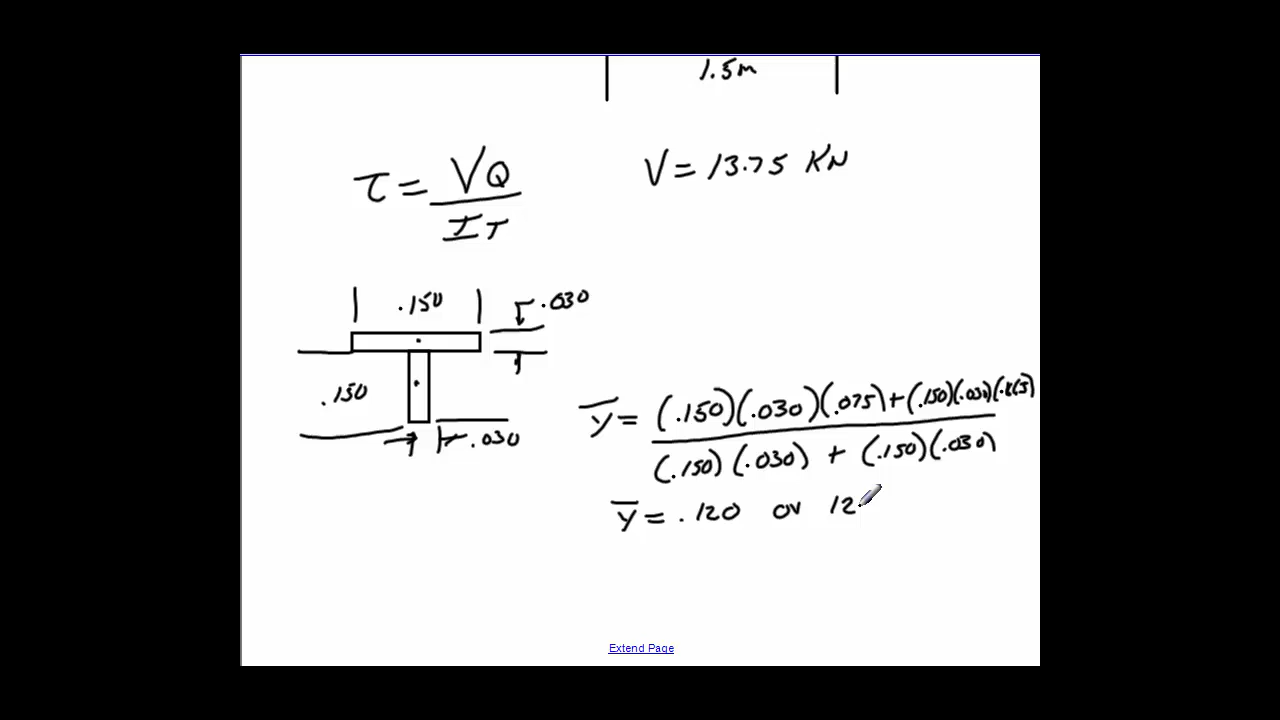 1.5m
τ = VQ / IT
V = 13.75 KN
.150
.030
.150
.030
ȳ = (.150)(.030)(.075)+(.150)(.030)(.165) / (.150)(.030) + (.150)(.030)
ȳ = .120 or 12
Extend Page